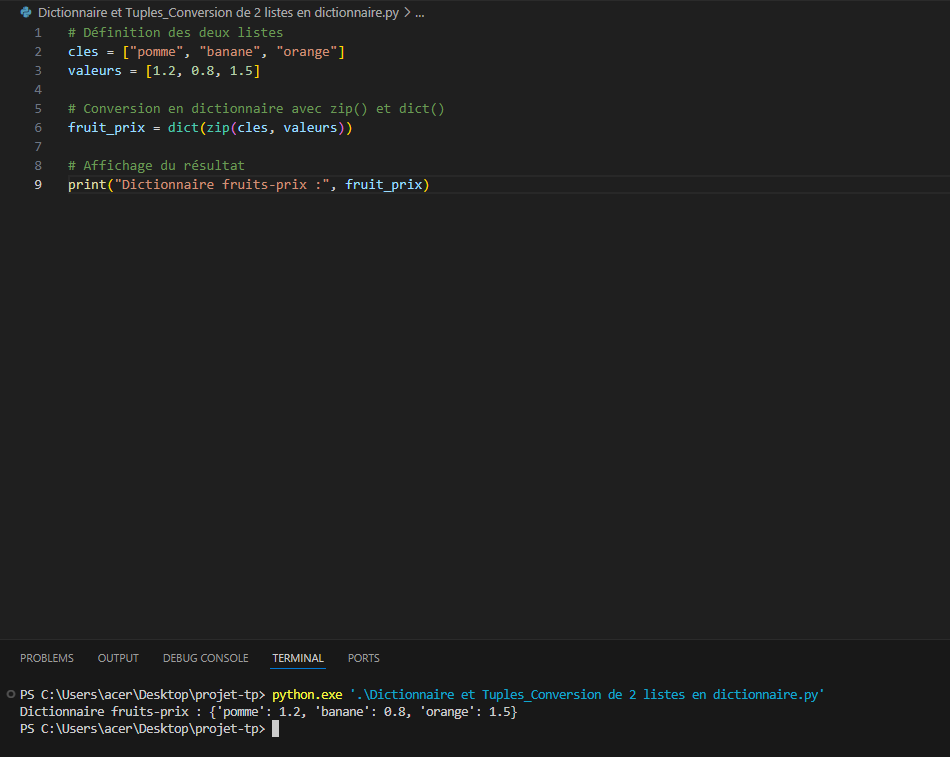 Dictionnaire et Tuples_Conversion de 2 listes en dictionnaire.py > ...
1 # Définition des deux listes
2 cles = ["pomme", "banane", "orange"]
3 valeurs = [1.2, 0.8, 1.5]
4
5 # Conversion en dictionnaire avec zip() et dict()
6 fruit_prix = dict(zip(cles, valeurs))
7
8 # Affichage du résultat
9 print("Dictionnaire fruits-prix :", fruit_prix)
PROBLEMS OUTPUT DEBUG CONSOLE TERMINAL PORTS
PS C:\Users\acer\Desktop\projet-tp> python.exe '.\Dictionnaire et Tuples_Conversion de 2 listes en dictionnaire.py'
Dictionnaire fruits-prix : {'pomme': 1.2, 'banane': 0.8, 'orange': 1.5}
PS C:\Users\acer\Desktop\projet-tp>